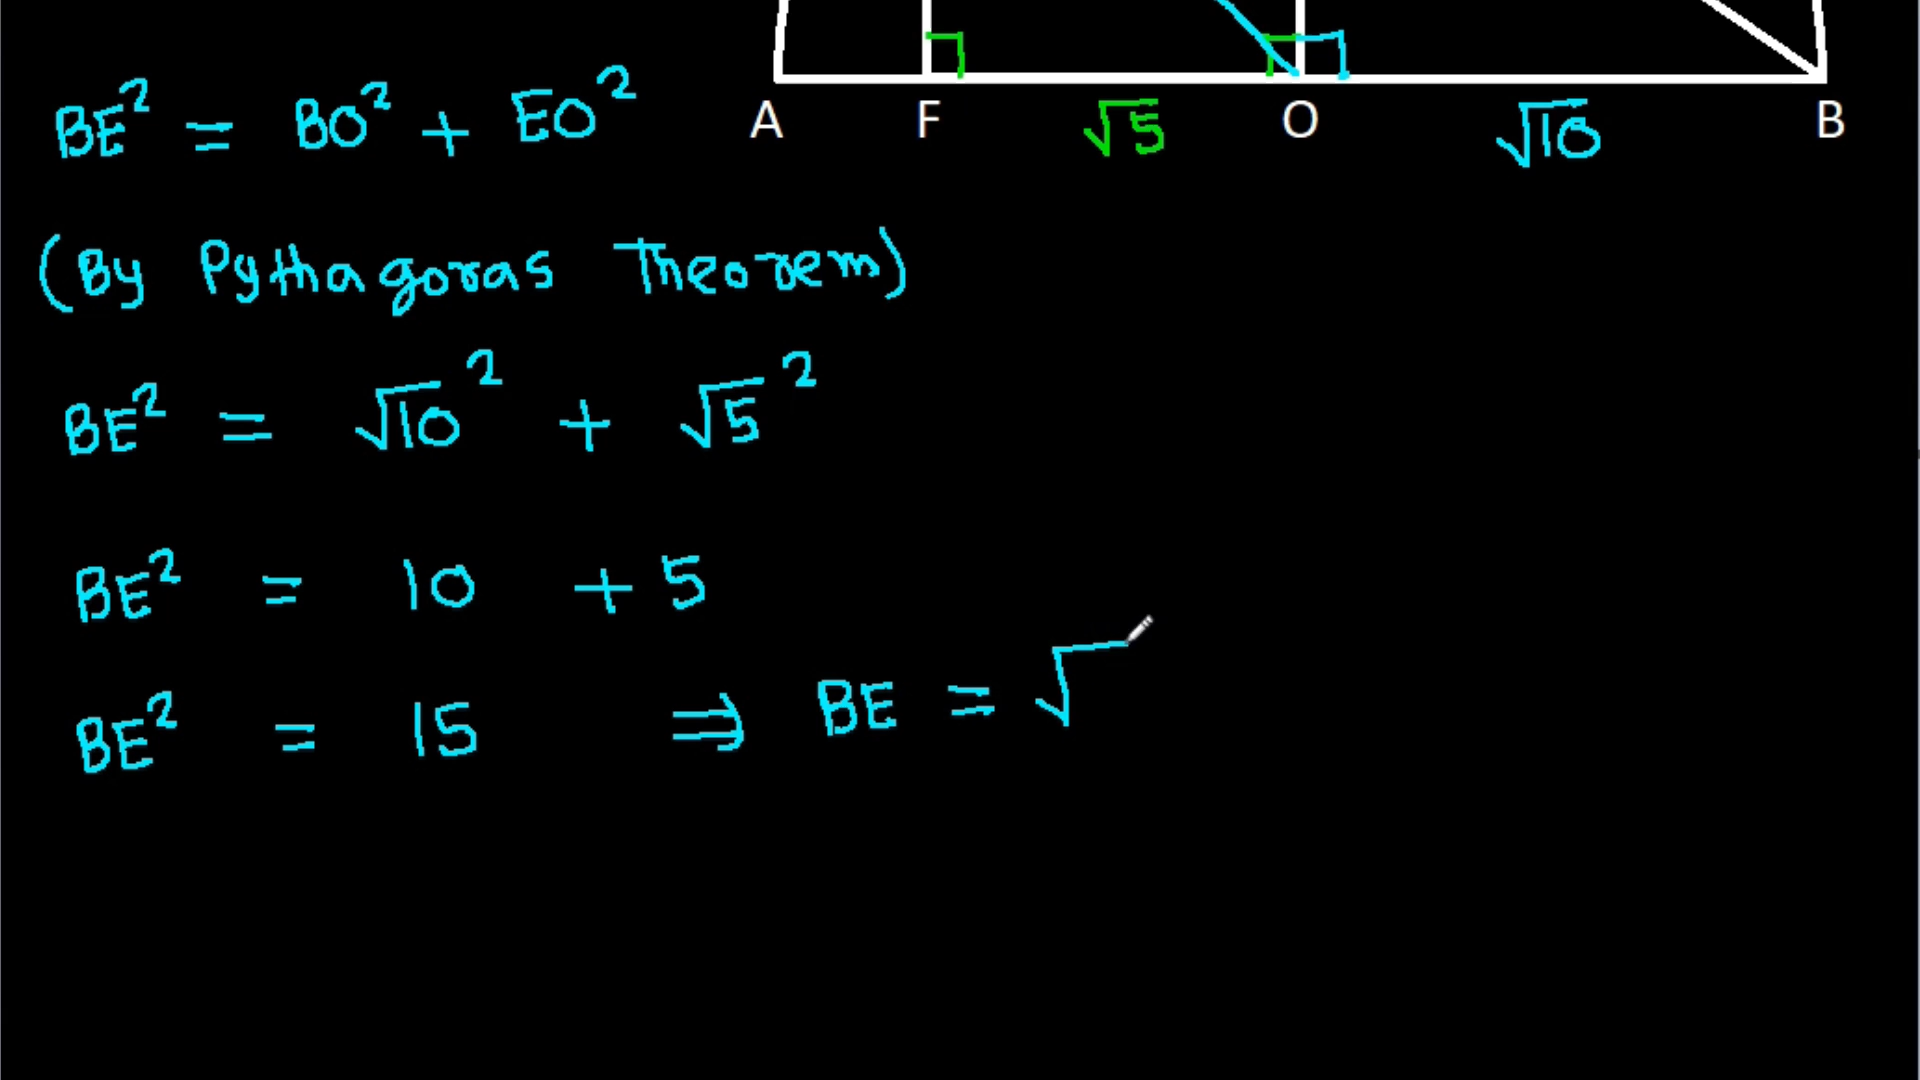 A F √5 O √10 B
BE² = BO² + EO²
(By Pythagoras Theorem)
BE² = √10² + √5²
BE² = 10 + 5
BE² = 15 ⇒ BE = √